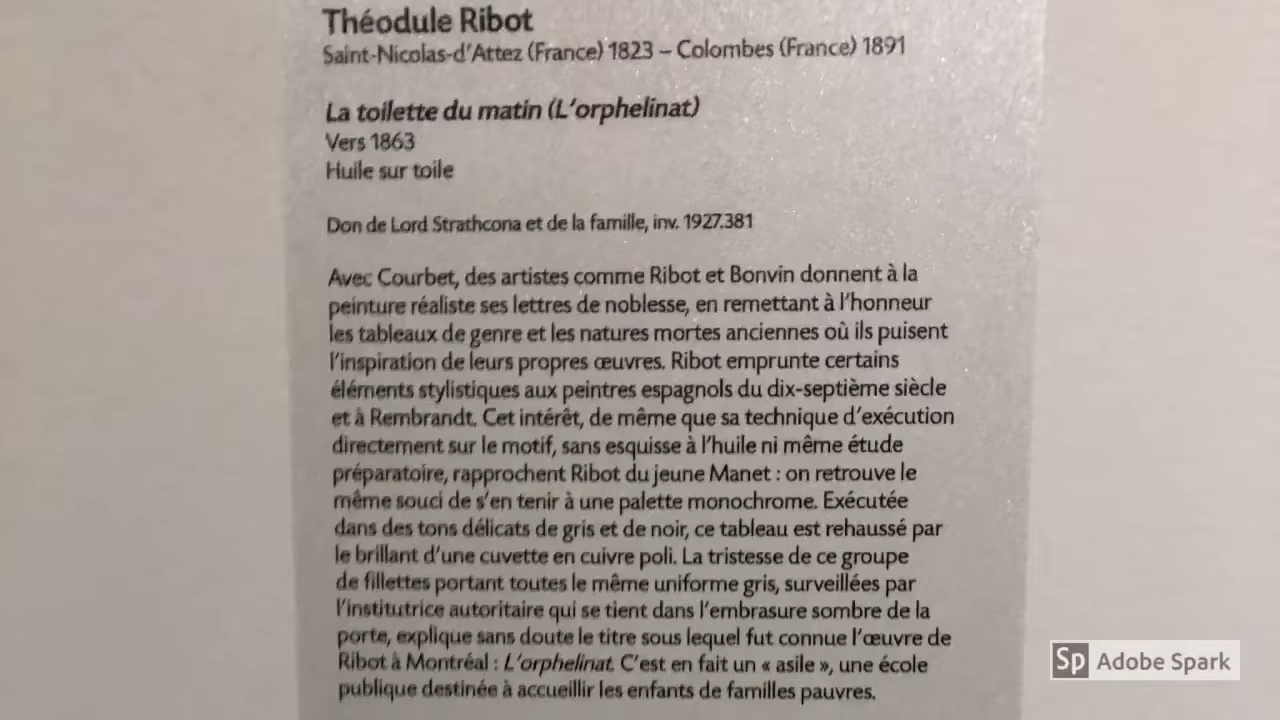 Théodule Ribot
Saint-Nicolas-d'Attez (France) 1823 – Colombes (France) 1891
La toilette du matin (L'orphelinat)
Vers 1863
Huile sur toile
Don de Lord Strathcona et de la famille, inv. 1927.381
Avec Courbet, des artistes comme Ribot et Bonvin donnent à la
peinture réaliste ses lettres de noblesse, en remettant à l'honneur
les tableaux de genre et les natures mortes anciennes où ils puisent
l'inspiration de leurs propres œuvres. Ribot emprunte certains
éléments stylistiques aux peintres espagnols du dix-septième siècle
et à Rembrandt. Cet intérêt, de même que sa technique d'exécution
directement sur le motif, sans esquisse à l'huile ni même étude
préparatoire, rapprochent Ribot du jeune Manet : on retrouve le
même souci de s'en tenir à une palette monochrome. Exécutée
dans des tons délicats de gris et de noir, ce tableau est rehaussé par
le brillant d'une cuvette en cuivre poli. La tristesse de ce groupe
de fillettes portant toutes le même uniforme gris, surveillées par
l'institutrice autoritaire qui se tient dans l'embrasure sombre de la
porte, explique sans doute le titre sous lequel fut connue l'œuvre de
Ribot à Montréal : L'orphelinat. C'est en fait un « asile », une école
publique destinée à accueillir les enfants de familles pauvres.
Sp Adobe Spark